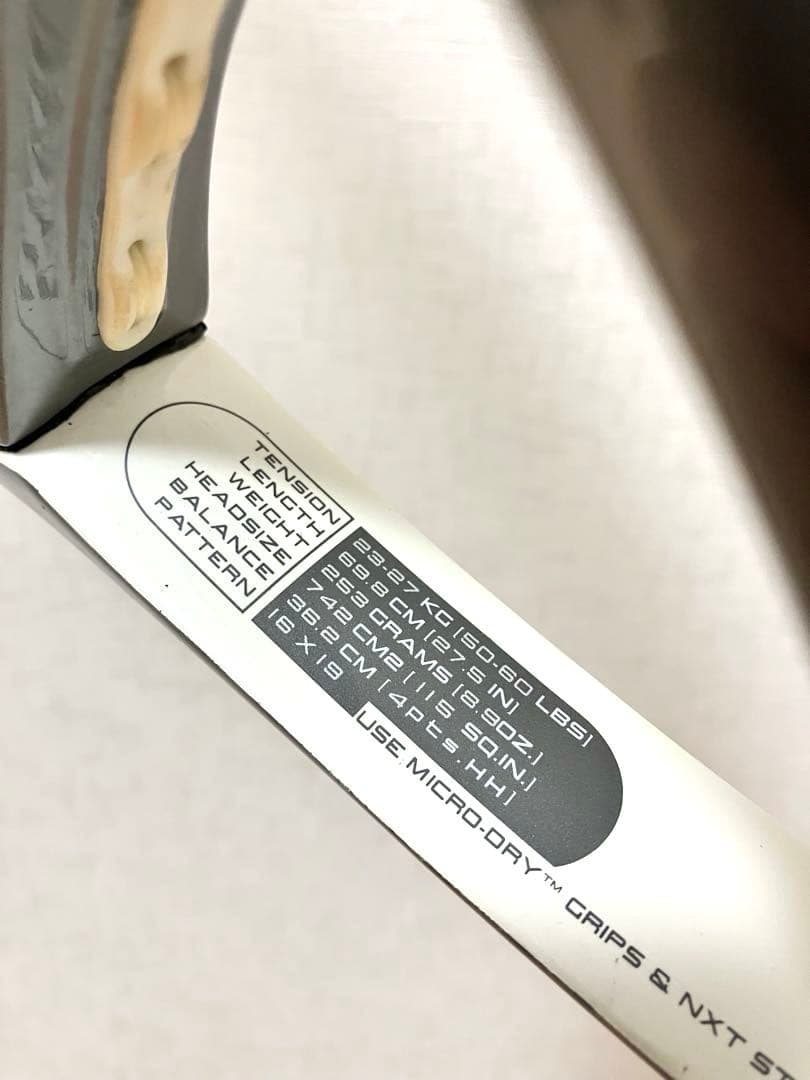 TENSION
LENGTH
WEIGHT
HEADSIZE
BALANCE
PATTERN
23-27 KG [50-60 LBS]
69.8 CM [27.5 IN]
253 GRAMS [8.9OZ.]
742 CM2 [115 SQ.IN.]
35.2 CM [4pts.HH]
16 X 19
USE MICRO-DRY™ GRIPS & NXT